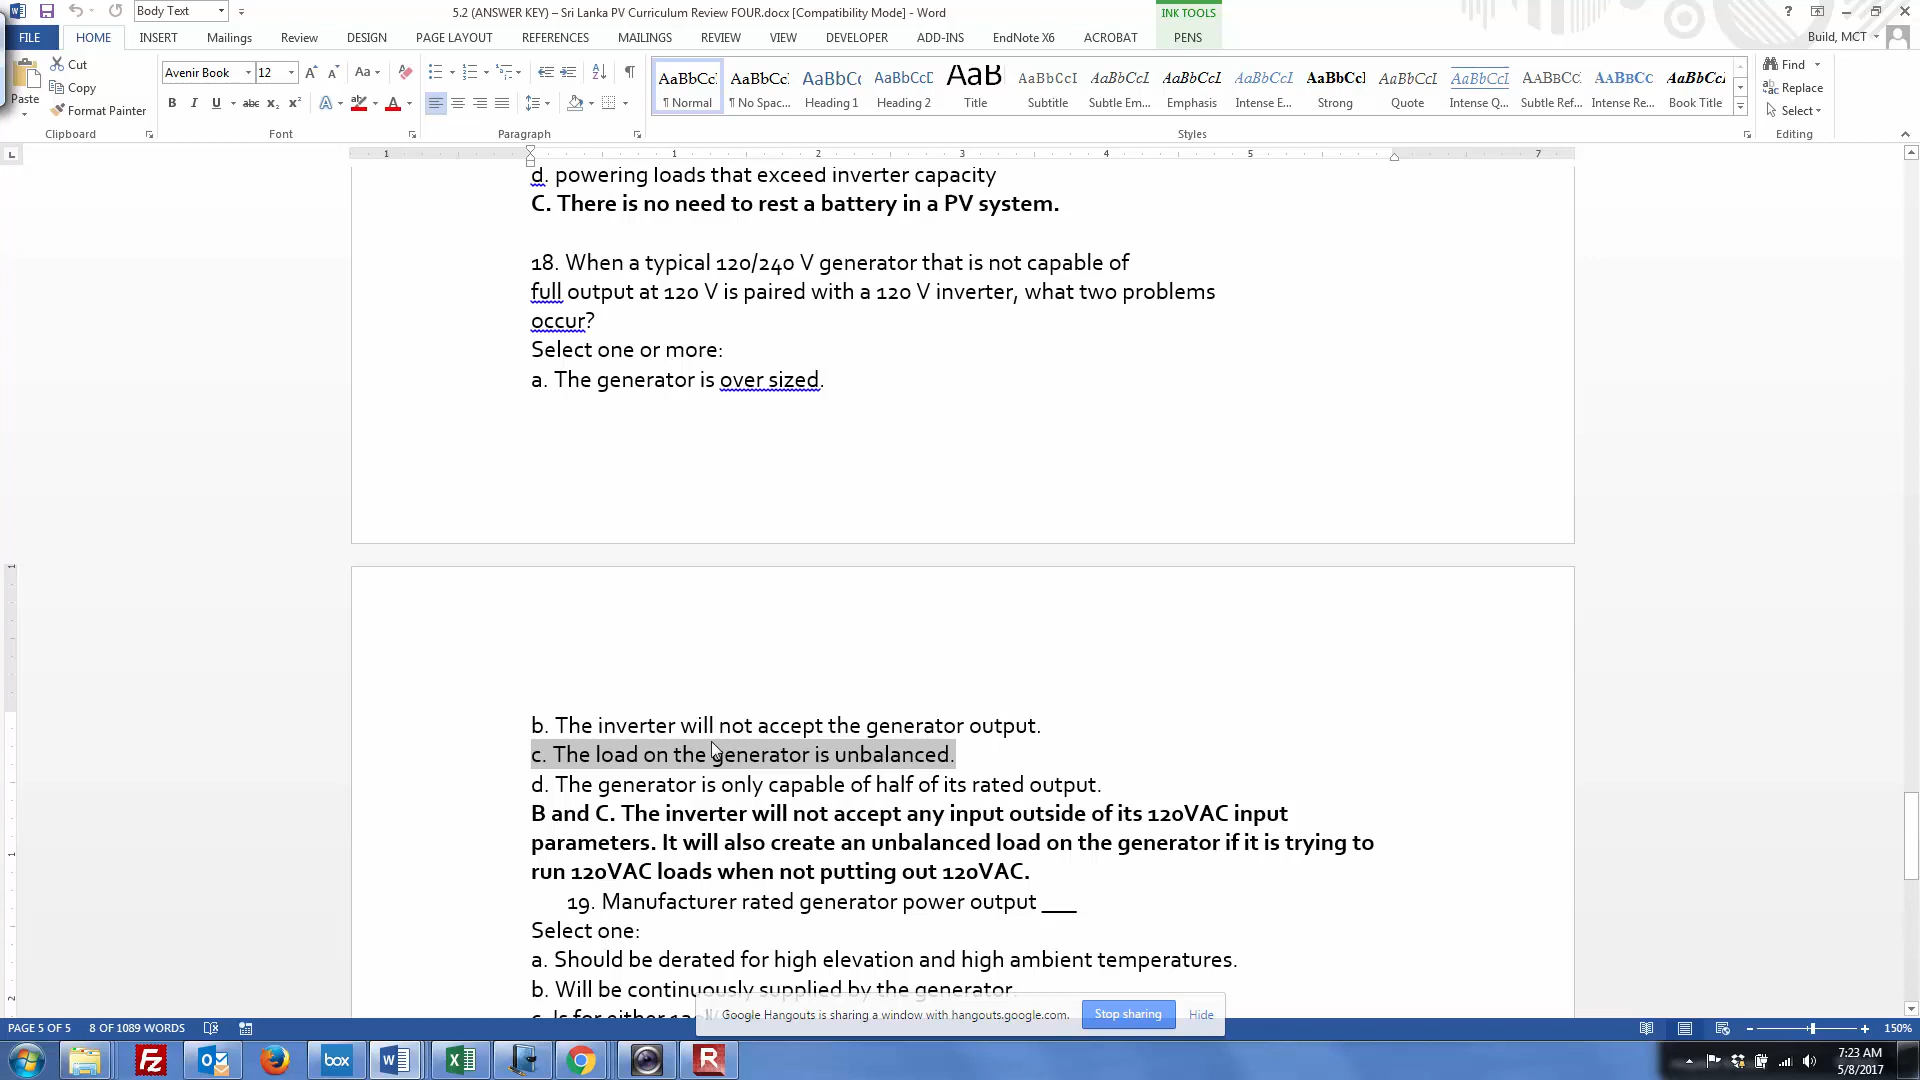 5.2 (ANSWER KEY) – Sri Lanka PV Curriculum Review FOUR.docx [Compatibility Mode] - Word
INK TOOLS
FILE HOME INSERT Mailings Review DESIGN PAGE LAYOUT REFERENCES MAILINGS REVIEW VIEW DEVELOPER ADD-INS EndNote X6 ACROBAT PENS
Build, MCT
Body Text
Paste
Cut
Copy
Format Painter
Clipboard
Avenir Book 12
Font
Paragraph
AaBbCc AaBbCc AaBbC AaBbCcD AaB AaBbCcI AaBbCcI AaBbCcI AaBbCcI AaBbCcI AaBbCcI AaBbCcI AaBbCc AaBbCc AaBbCcI
¶ Normal ¶ No Spac... Heading 1 Heading 2 Title Subtitle Subtle Em... Emphasis Intense E... Strong Quote Intense Q... Subtle Ref... Intense Re... Book Title
Styles
Find
Replace
Select
Editing
1 1 2 3 4 5 7
d. powering loads that exceed inverter capacity
C. There is no need to rest a battery in a PV system.
18. When a typical 120/240 V generator that is not capable of
full output at 120 V is paired with a 120 V inverter, what two problems
occur?
Select one or more:
a. The generator is over sized.
b. The inverter will not accept the generator output.
c. The load on the generator is unbalanced.
d. The generator is only capable of half of its rated output.
B and C. The inverter will not accept any input outside of its 120VAC input
parameters. It will also create an unbalanced load on the generator if it is trying to
run 120VAC loads when not putting out 120VAC.
19. Manufacturer rated generator power output ___
Select one:
a. Should be derated for high elevation and high ambient temperatures.
b. Will be continuously supplied by the generator.
c. Is for either
Google Hangouts is sharing a window with hangouts.google.com. Stop sharing Hide
PAGE 5 OF 5 8 OF 1089 WORDS 150%
7:23 AM
5/8/2017